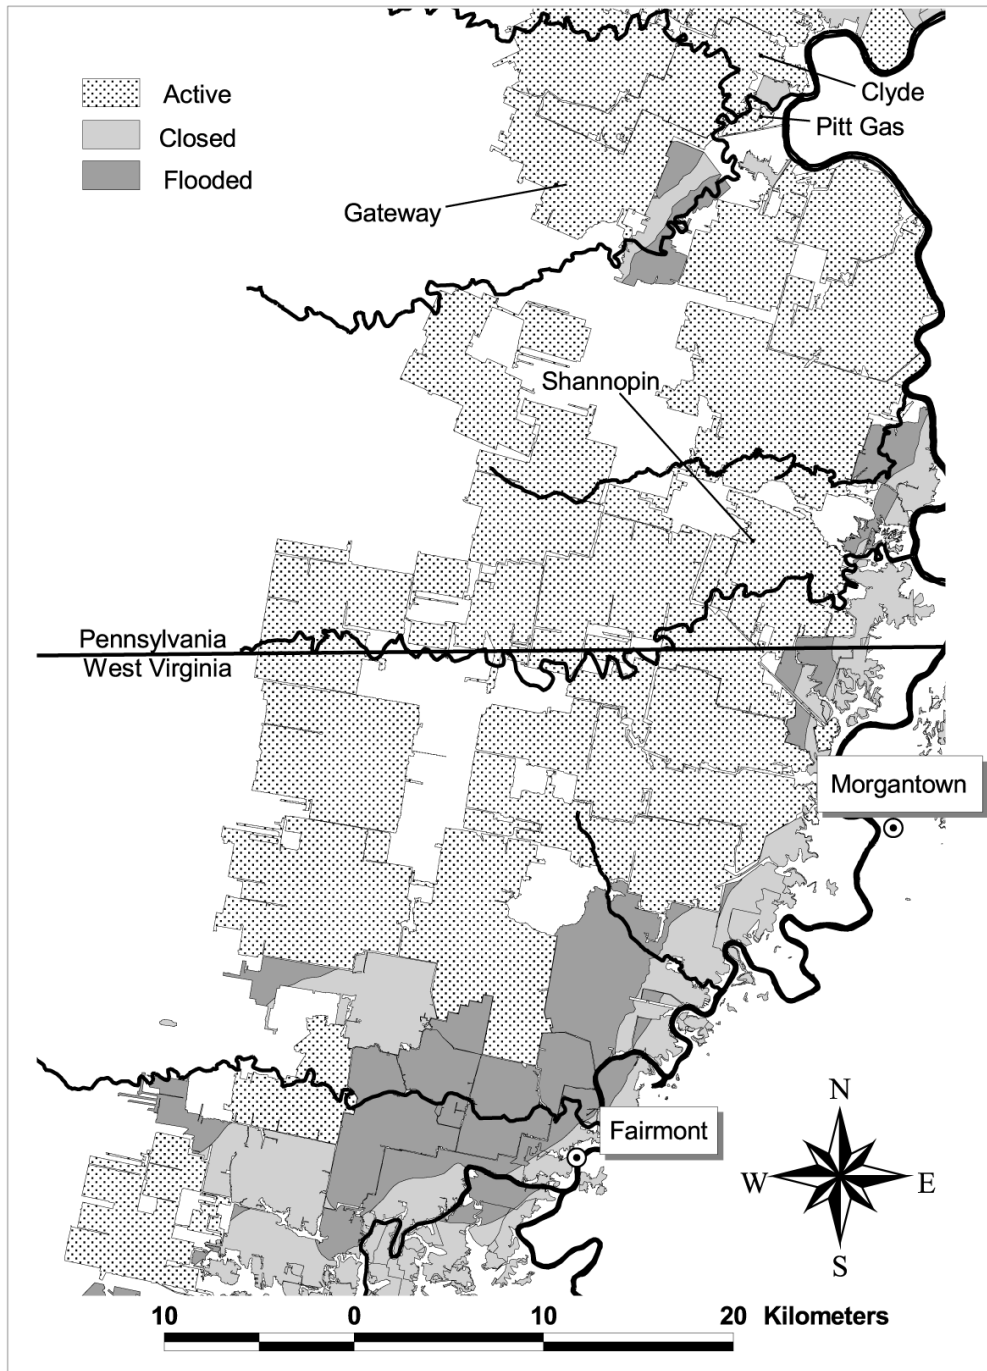 Active
Closed
Flooded
Clyde
Pitt Gas
Gateway
Shannopin
Pennsylvania
West Virginia
Morgantown
Fairmont
N
W E
S
10 0 10 20 Kilometers